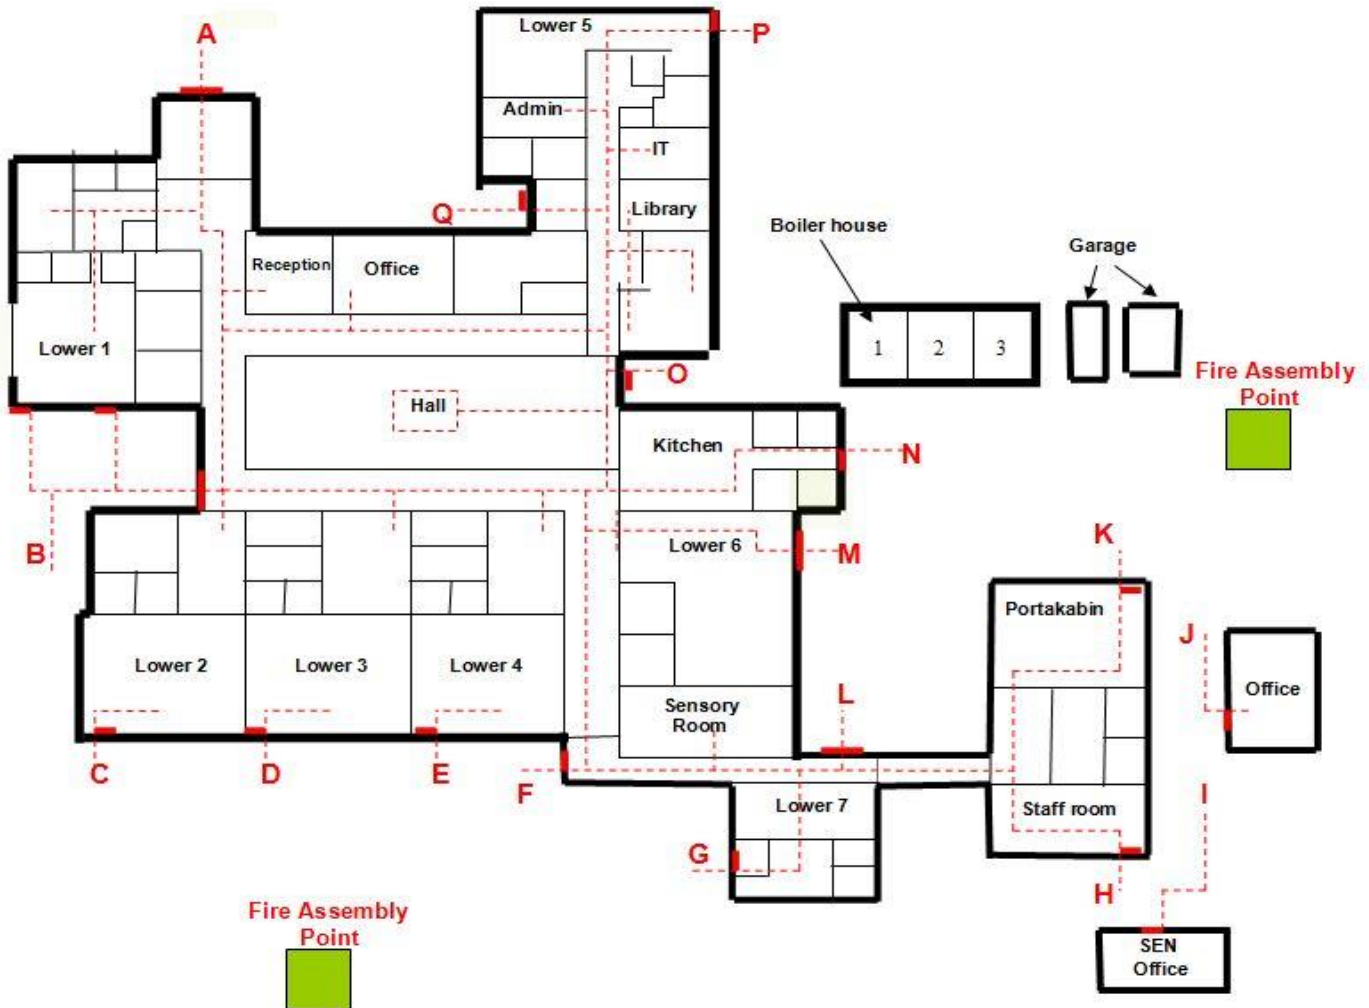 A
Lower 5
P
Admin
IT
Q
Library
Boiler house
Garage
Reception
Office
Lower 1
1
2
3
O
Fire Assembly
Point
Hall
Kitchen
N
B
Lower 6
M
K
Portakabin
J
Lower 2
Lower 3
Lower 4
Office
L
Sensory
Room
C
D
E
F
I
Lower 7
Staff room
G
H
Fire Assembly
Point
SEN
Office